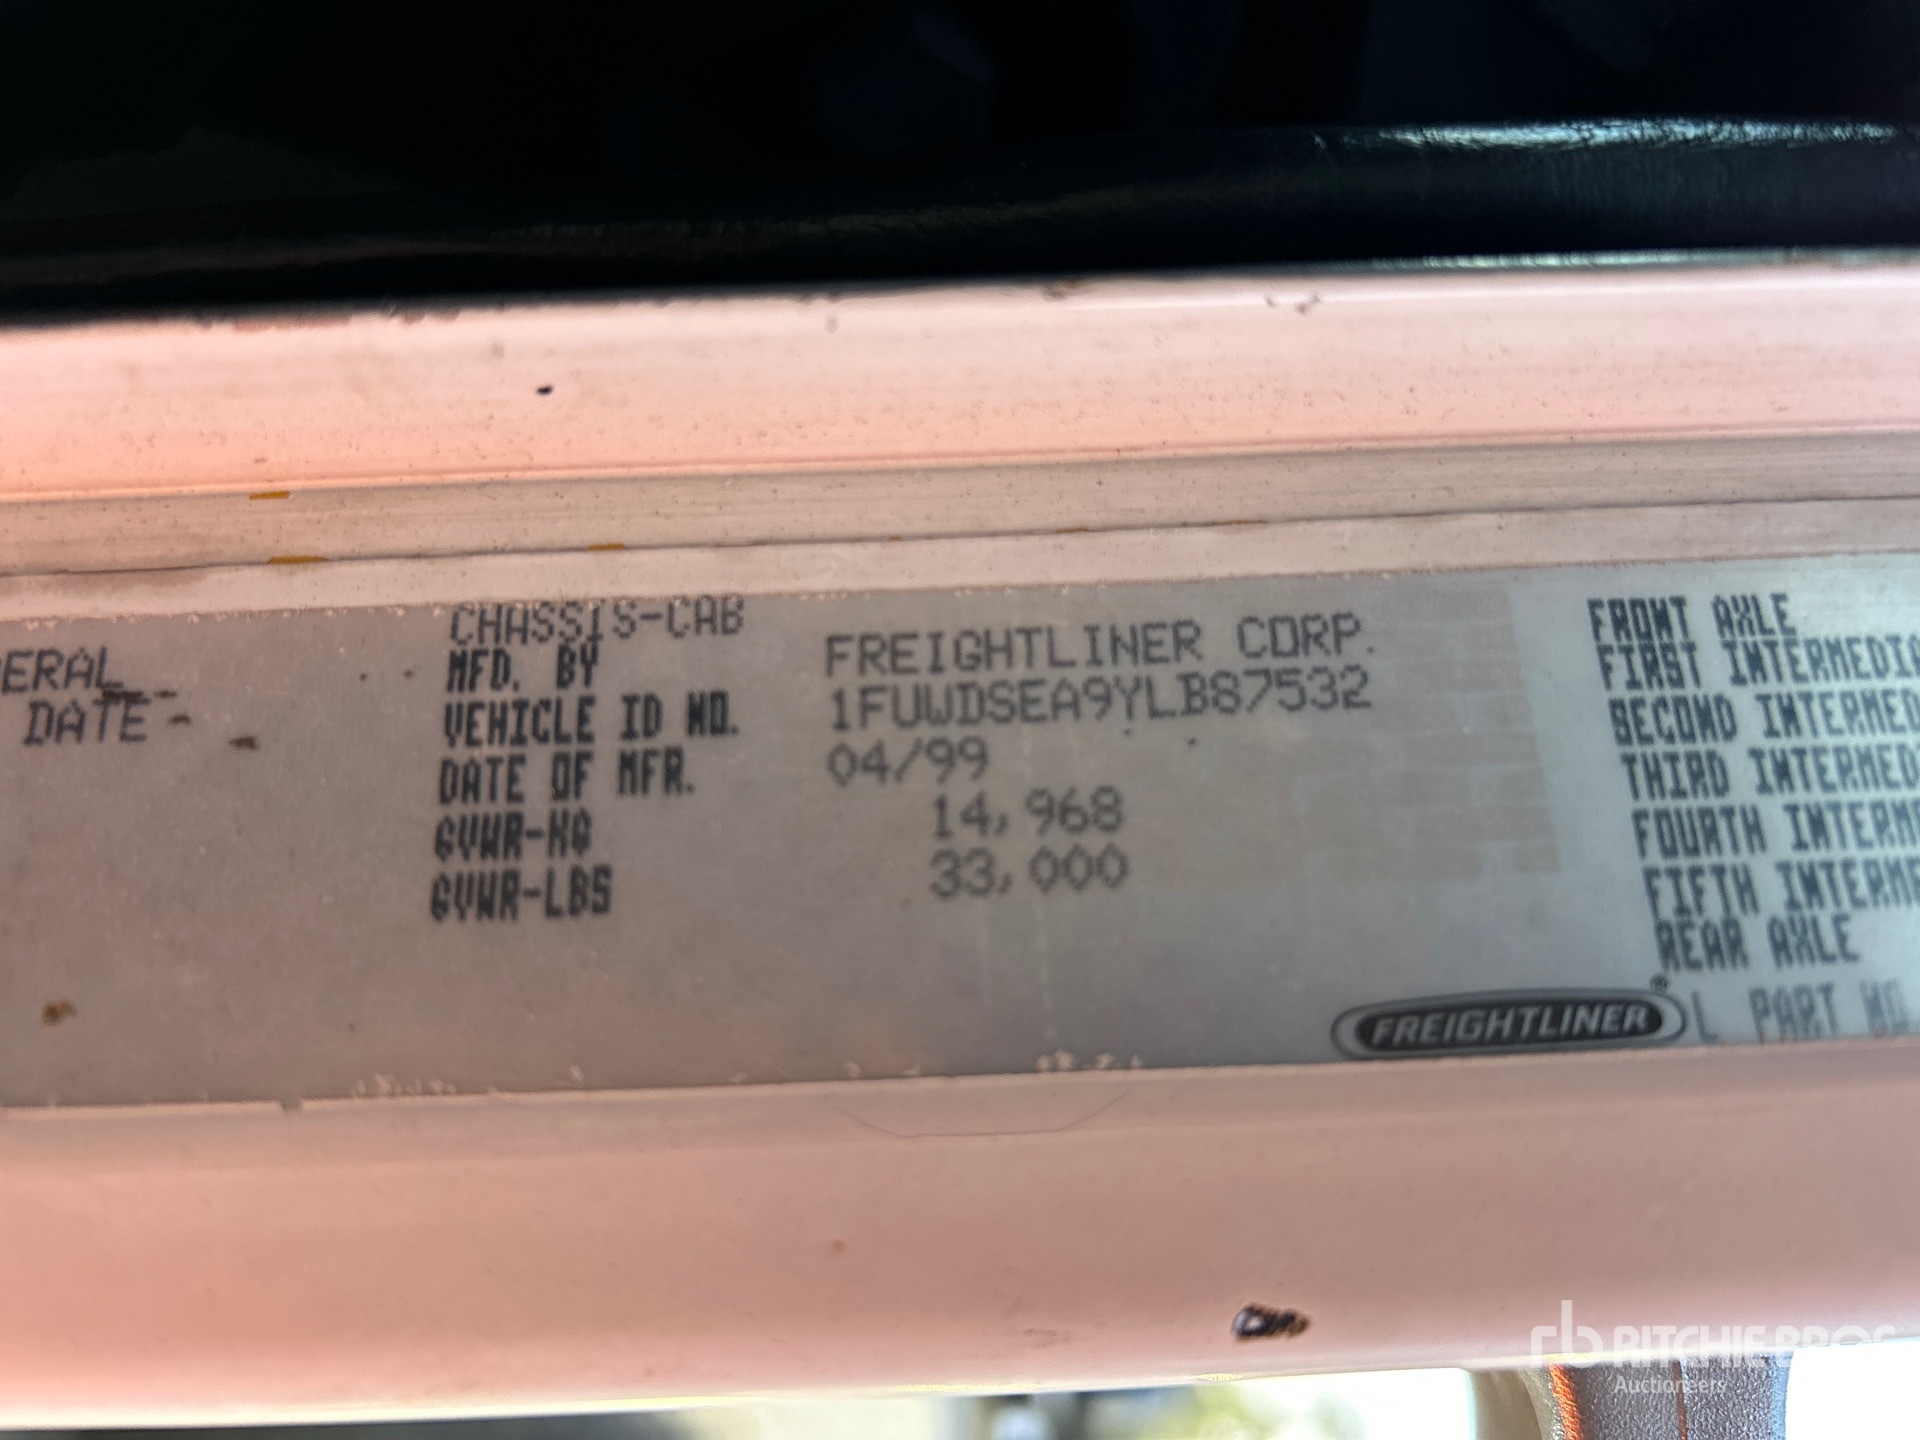 CHASSIS-CAB
ERAL
DATE
MFD. BY FREIGHTLINER CORP.
VEHICLE ID NO. 1FUWDSEA9YLB87532
DATE OF MFR. 04/99
GVWR-KG 14,968
GVWR-LBS 33,000
FRONT AXLE
FIRST INTERMEDIA
SECOND INTERMED
THIRD INTERMED
FOURTH INTERM
FIFTH INTERM
REAR AXLE
FREIGHTLINER®
L PART NO
rb RITCHIE BROS
Auctioneers